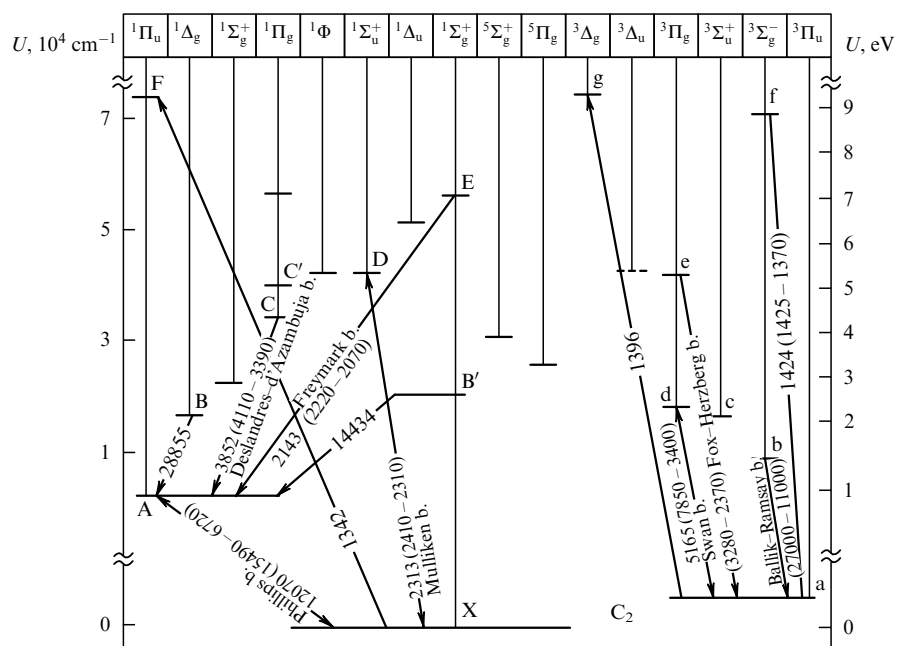 U, 10⁴ cm⁻¹
¹Πu ¹Δg ¹Σg⁺ ¹Πg ¹Φ ¹Σu⁺ ¹Δu ¹Σg⁺ ⁵Σg⁺ ⁵Πg ³Δg ³Δu ³Πg ³Σu⁺ ³Σg⁻ ³Πu
U, eV
F
g
f
7
9
8
E
7
5
6
D
e
C′
5
C
3
4
B′
3
B
d
c
2
1
b
A
1
X
C₂
a
0
0
28855
3852 (4110–3390)
Deslandres–d'Azambuja b.
Freymark b.
2143 (2220–2070)
14434
1342
2313 (2410–2310)
Mulliken b.
12070 (15490–6720)
Phillips b.
1396
5165 (7850–3400)
Swan b.
(3280–2370) Fox–Herzberg b.
1424 (1425–1370)
Ballik–Ramsay b.
(27000–11000)